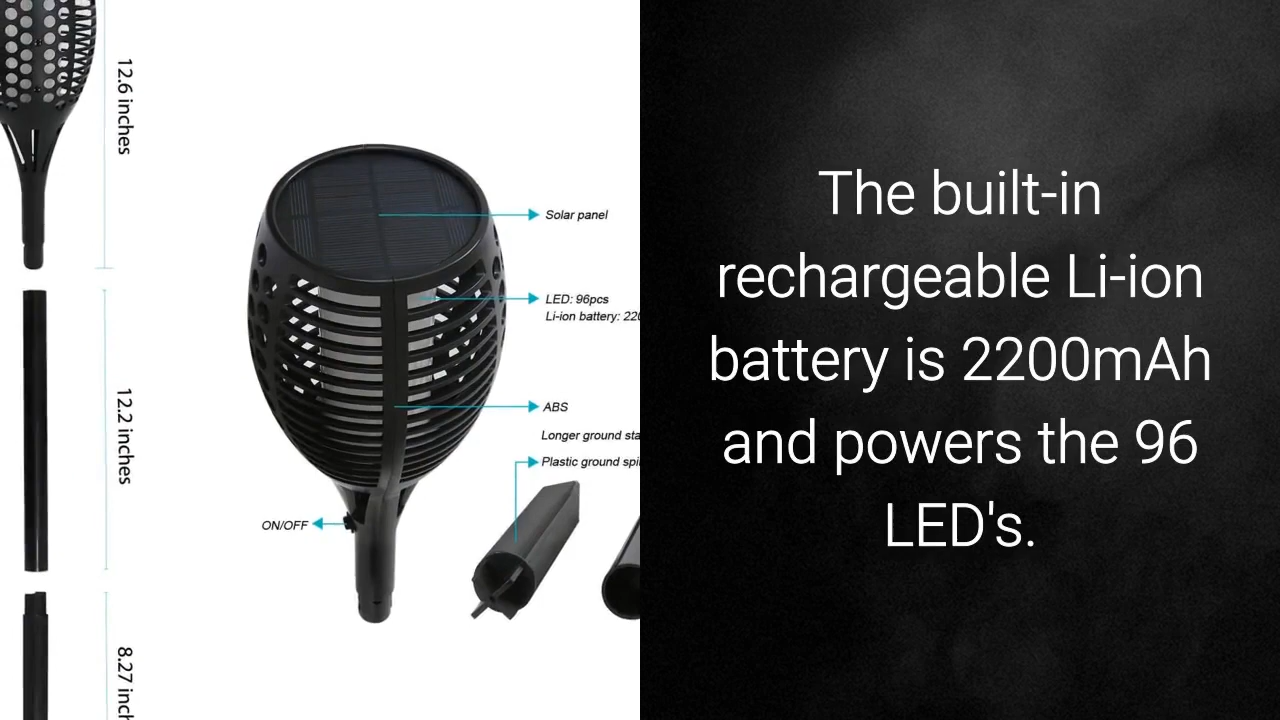 12.6 inches
12.2 inches
8.27 inch
Solar panel
LED: 96pcs
Li-ion battery: 220
ABS
Longer ground sta
Plastic ground spi
ON/OFF
The built-in
rechargeable Li-ion
battery is 2200mAh
and powers the 96
LED's.